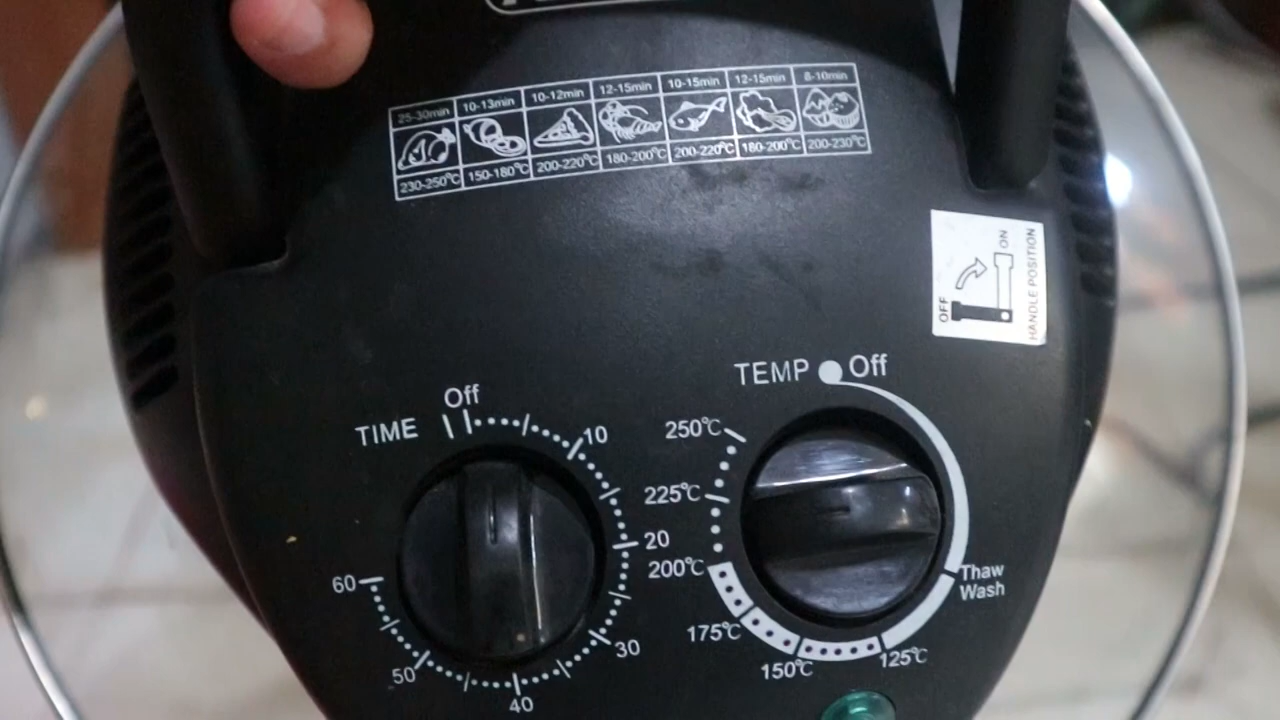 25-30min 10-13min 10-12min 12-15min 10-15min 12-15min 8-10min
230-250°C 150-180°C 200-220°C 180-200°C 200-220°C 180-200°C 200-230°C
OFF
ON
HANDLE POSITION
TIME
Off
10
20
30
40
50
60
TEMP Off
Thaw
Wash
125°C
150°C
175°C
200°C
225°C
250°C